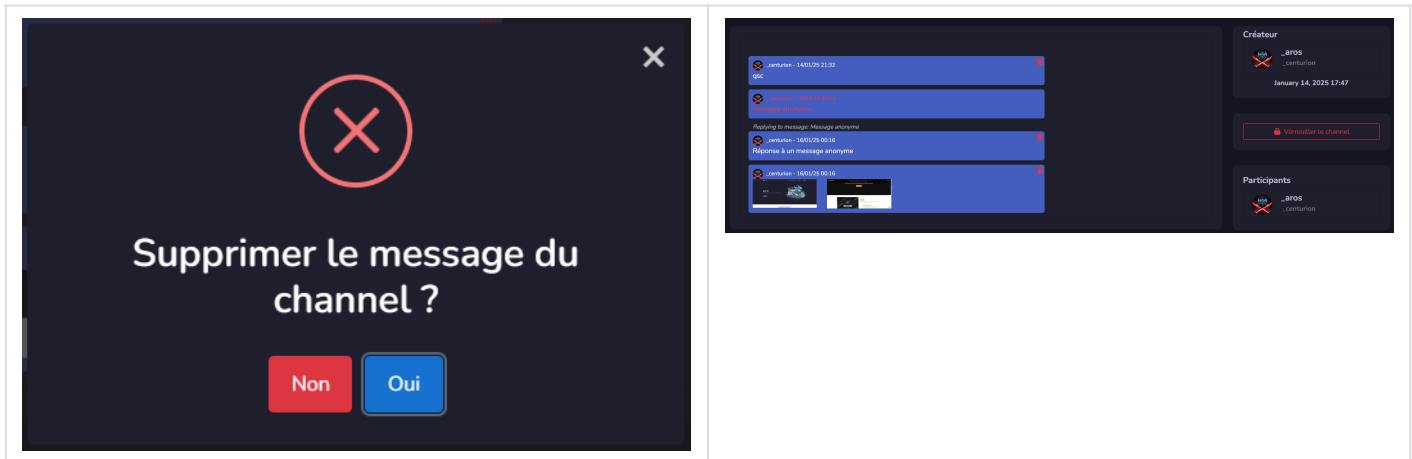 Supprimer le message du
channel ?
Non
Oui
_centurion - 14/01/25 21:32
qsc
Replying to message: Message anonyme
_centurion - 16/01/25 00:16
Réponse à un message anonyme
_centurion - 16/01/25 00:16
Créateur
_aros
_centurion
January 14, 2025 17:47
Vérrouiller le channel
Participants
_aros
_centurion